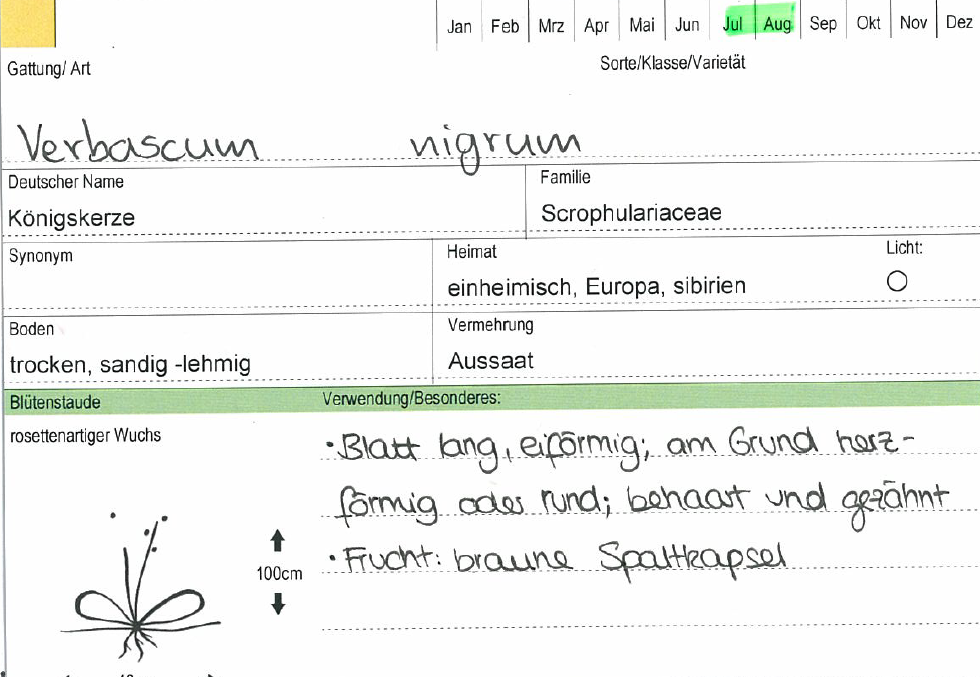 Jan Feb Mrz Apr Mai Jun Jul Aug Sep Okt Nov Dez
Gattung/ Art Sorte/Klasse/Varietät
Verbascum nigrum
Deutscher Name Familie
Königskerze Scrophulariaceae
Synonym Heimat Licht:
einheimisch, Europa, sibirien
Boden Vermehrung
trocken, sandig -lehmig Aussaat
Blütenstaude Verwendung/Besonderes:
rosettenartiger Wuchs
• Blatt lang, eiförmig; am Grund herz-
förmig oder rund; behaart und gezähnt
• Frucht: braune Spaltkapsel
100cm